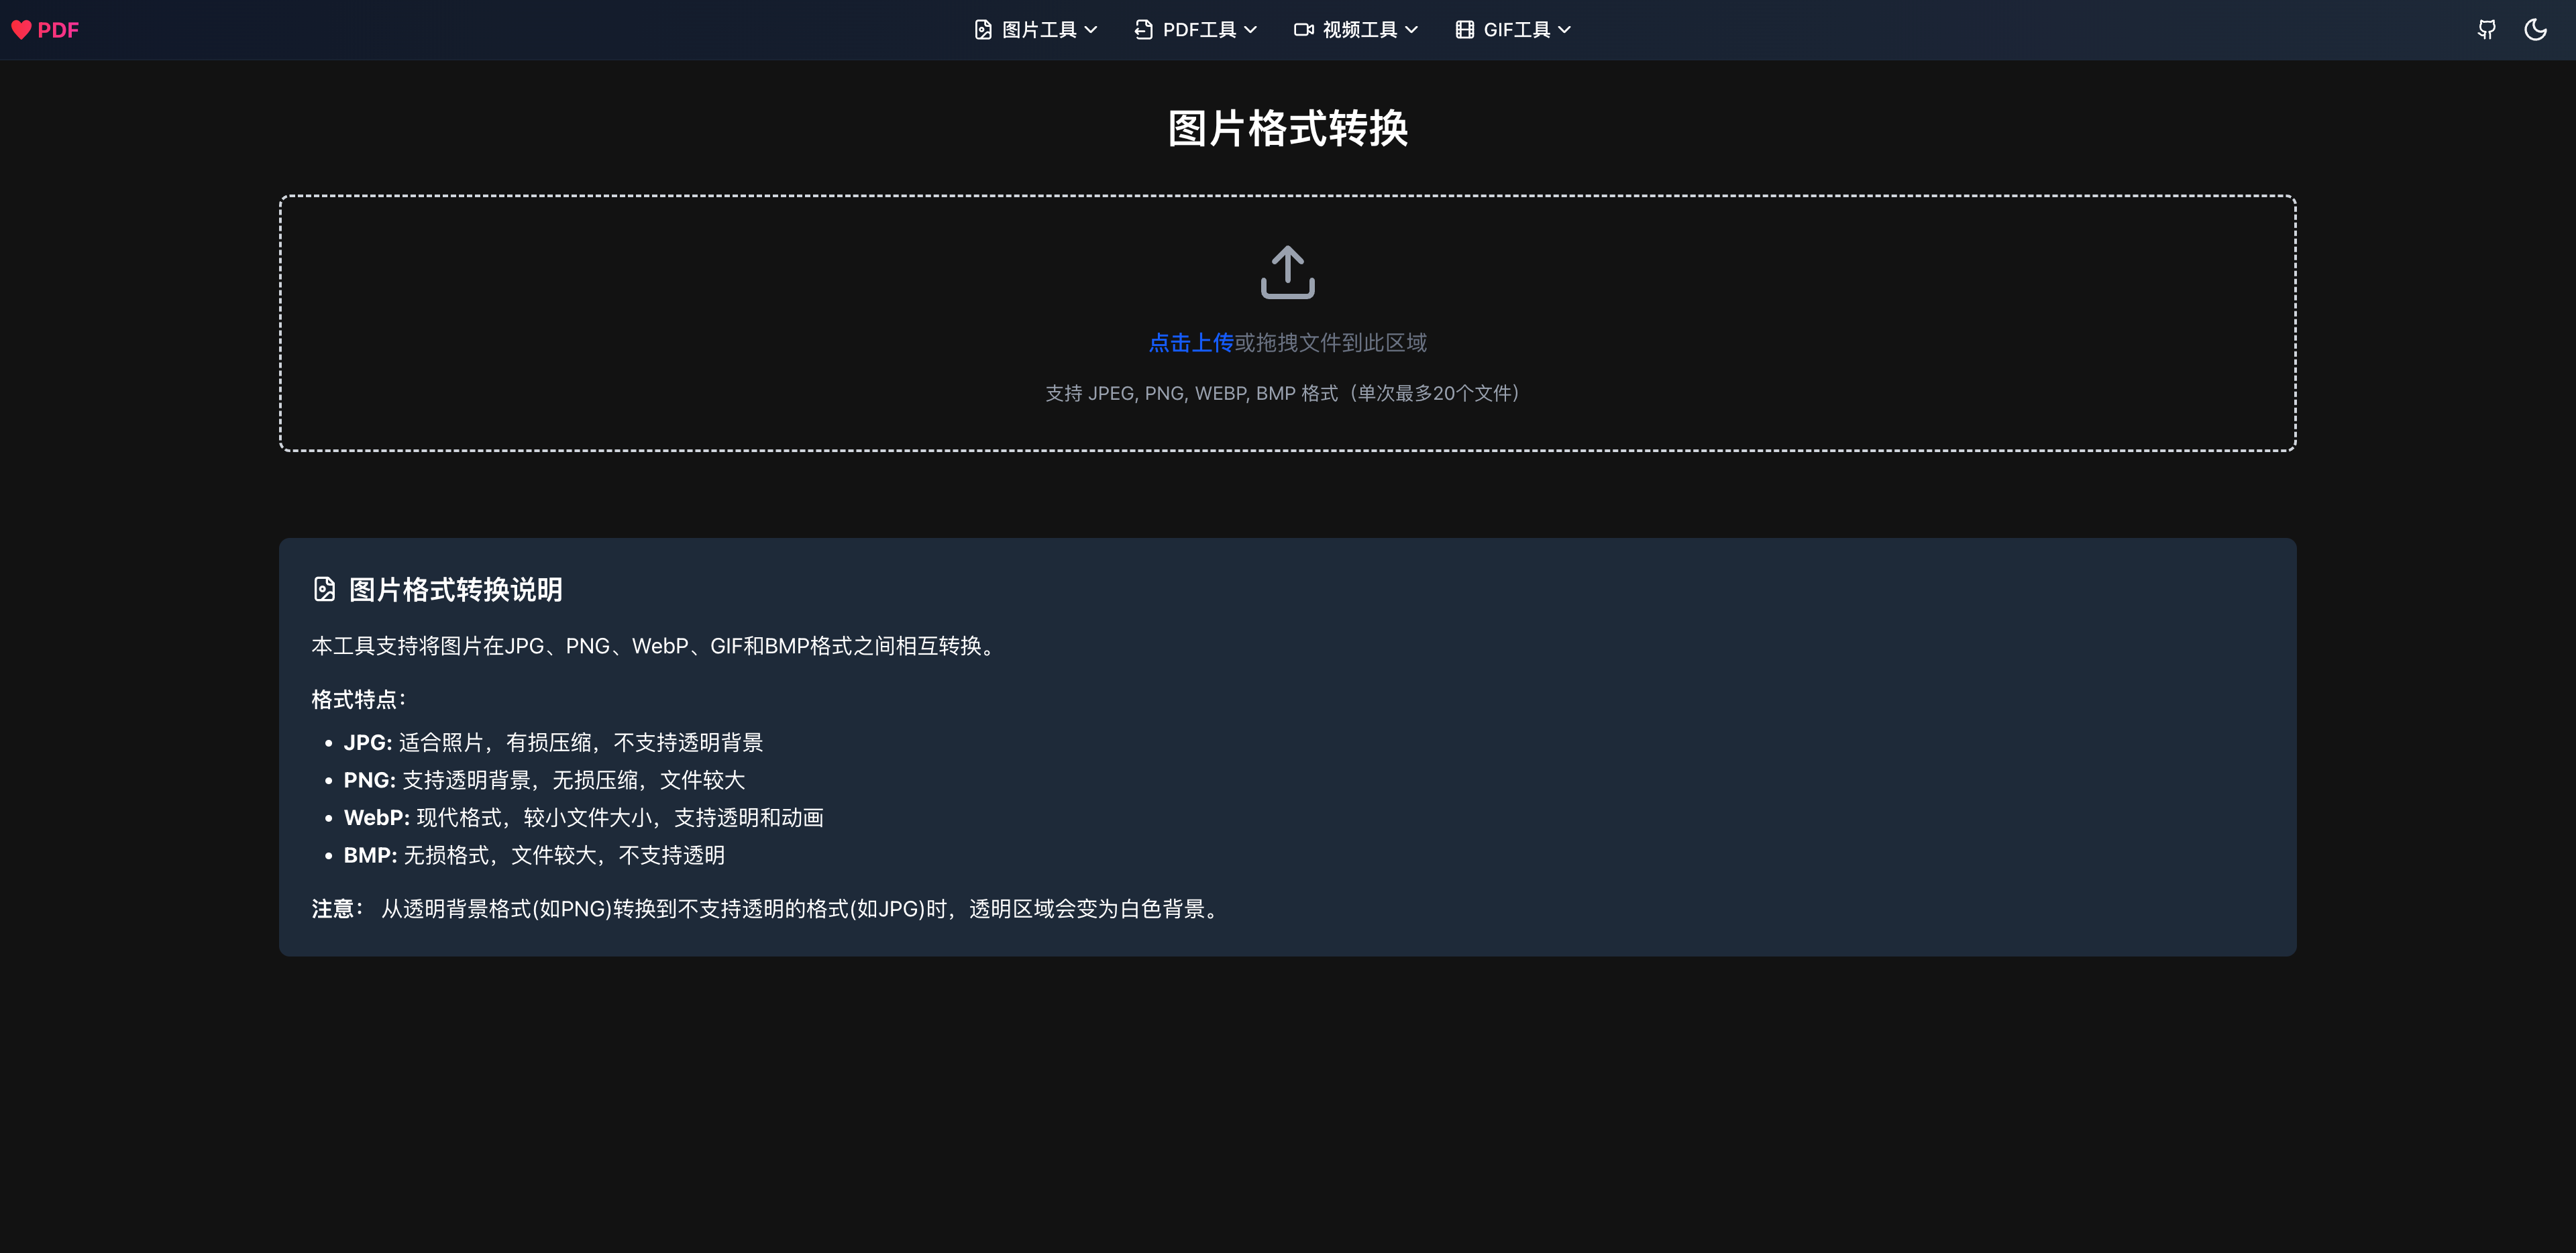 PDF
图片工具 PDF工具 视频工具 GIF工具
图片格式转换
点击上传或拖拽文件到此区域
支持 JPEG, PNG, WEBP, BMP 格式（单次最多20个文件）
图片格式转换说明
本工具支持将图片在JPG、PNG、WebP、GIF和BMP格式之间相互转换。
格式特点：
• JPG: 适合照片，有损压缩，不支持透明背景
• PNG: 支持透明背景，无损压缩，文件较大
• WebP: 现代格式，较小文件大小，支持透明和动画
• BMP: 无损格式，文件较大，不支持透明
注意： 从透明背景格式(如PNG)转换到不支持透明的格式(如JPG)时，透明区域会变为白色背景。